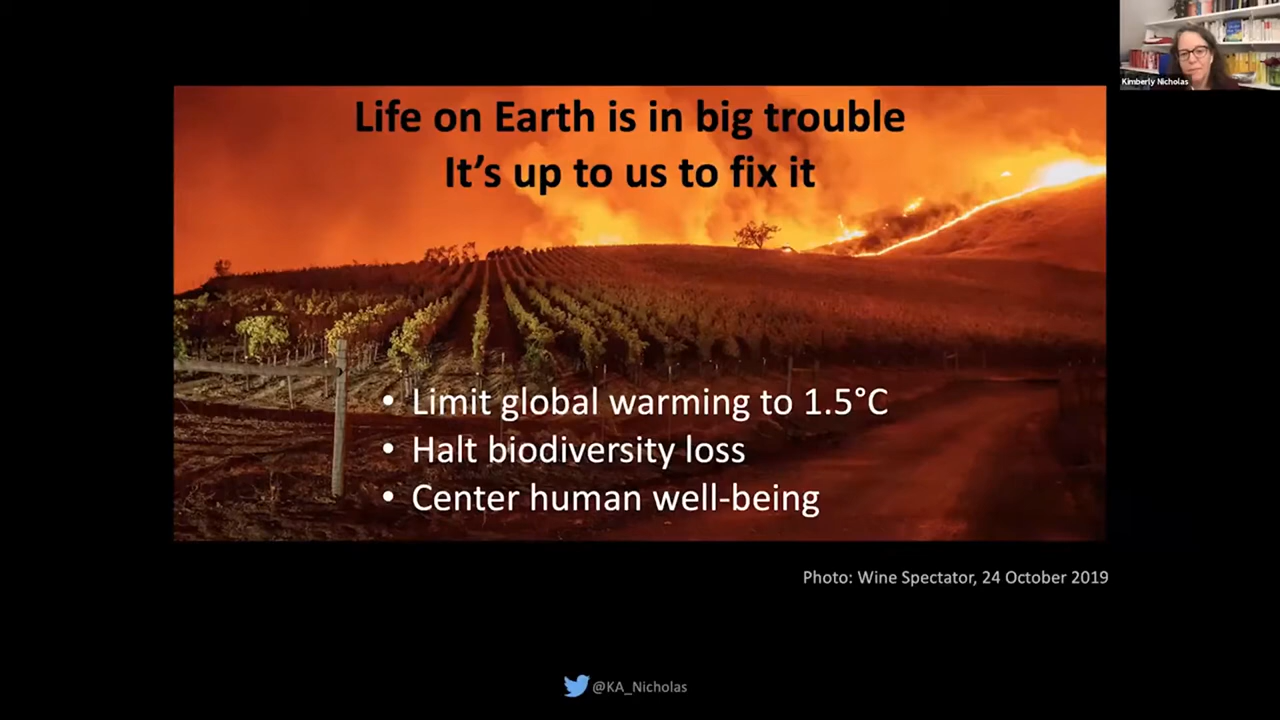 Kimberly Nicholas
Life on Earth is in big trouble
It's up to us to fix it
• Limit global warming to 1.5°C
• Halt biodiversity loss
• Center human well-being
Photo: Wine Spectator, 24 October 2019
@KA_Nicholas